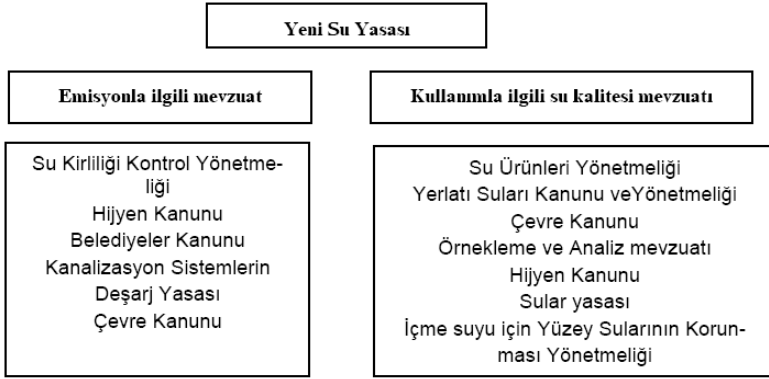 Yeni Su Yasası
Emisyonla ilgili mevzuat
Kullanımla ilgili su kalitesi mevzuatı
Su Kirliliği Kontrol Yönetme-
liği
Hijyen Kanunu
Belediyeler Kanunu
Kanalizasyon Sistemlerin
Deşarj Yasası
Çevre Kanunu
Su Ürünleri Yönetmeliği
Yerlatı Suları Kanunu veYönetmeliği
Çevre Kanunu
Örnekleme ve Analiz mevzuatı
Hijyen Kanunu
Sular yasası
İçme suyu için Yüzey Sularının Korun-
ması Yönetmeliği